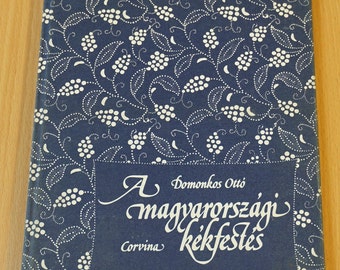 Domonkos Ottó
A
magyarországi
kékfestés
Corvina